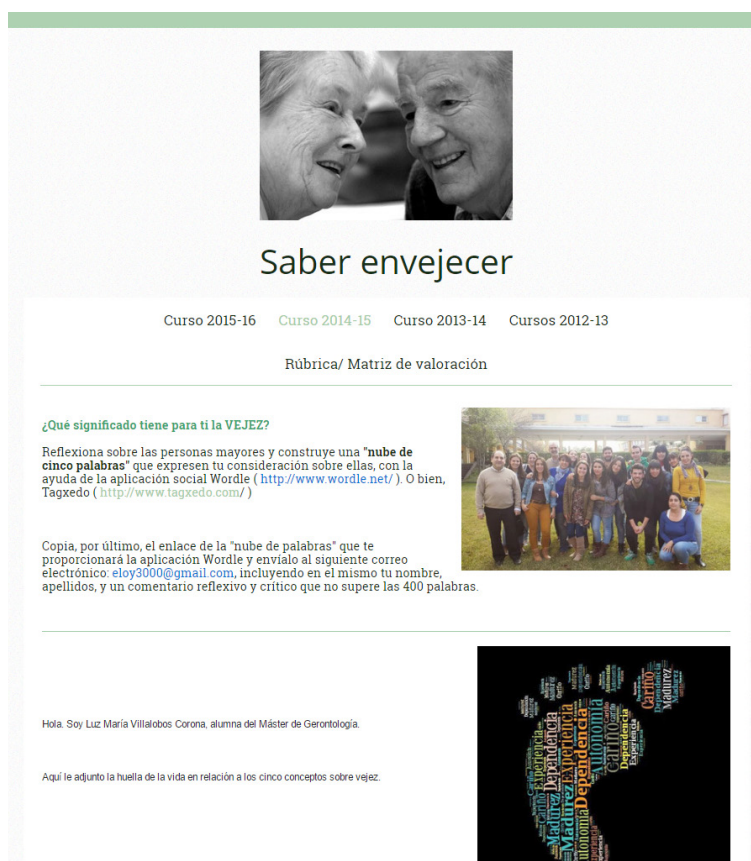 Saber envejecer
Curso 2015-16 Curso 2014-15 Curso 2013-14 Cursos 2012-13
Rúbrica/ Matriz de valoración
¿Qué significado tiene para ti la VEJEZ?
Reflexiona sobre las personas mayores y construye una "nube de
cinco palabras" que expresen tu consideración sobre ellas, con la
ayuda de la aplicación social Wordle ( http://www.wordle.net/ ). O bien,
Tagxedo ( http://www.tagxedo.com/ )
Copia, por último, el enlace de la "nube de palabras" que te
proporcionará la aplicación Wordle y envíalo al siguiente correo
electrónico: eloy3000@gmail.com, incluyendo en el mismo tu nombre,
apellidos, y un comentario reflexivo y crítico que no supere las 400 palabras.
Hola. Soy Luz María Villalobos Corona, alumna del Máster de Gerontología.
Aquí le adjunto la huella de la vida en relación a los cinco conceptos sobre vejez.
Cariño
Madurez
Experiencia
Dependencia
Autonomía